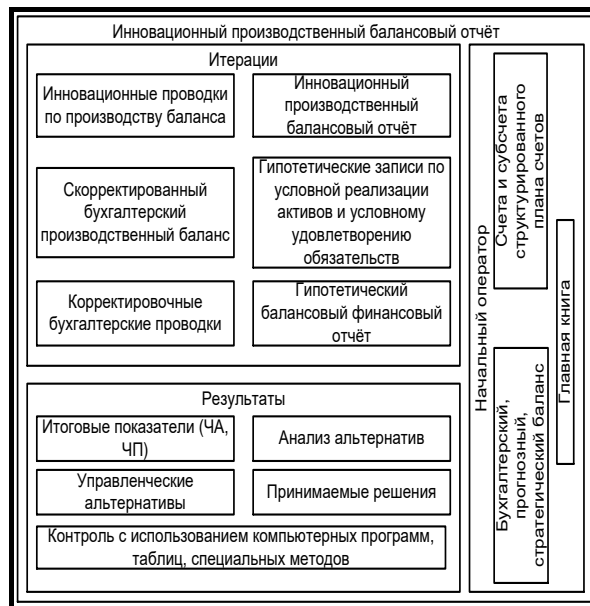 Инновационный производственный балансовый отчёт
Итерации
Инновационные проводки
по производству баланса
Инновационный
производственный
балансовый отчёт
Скорректированный
бухгалтерский
производственный баланс
Гипотетические записи по
условной реализации
активов и условному
удовлетворению
обязательств
Корректировочные
бухгалтерские проводки
Гипотетический
балансовый финансовый
отчёт
Результаты
Итоговые показатели (ЧА,
ЧП)
Анализ альтернатив
Управленческие
альтернативы
Принимаемые решения
Контроль с использованием компьютерных программ,
таблиц, специальных методов
Начальный оператор
Счета и субсчета
структурированного
плана счетов
Бухгалтерский,
прогнозный,
стратегический баланс
Главная книга